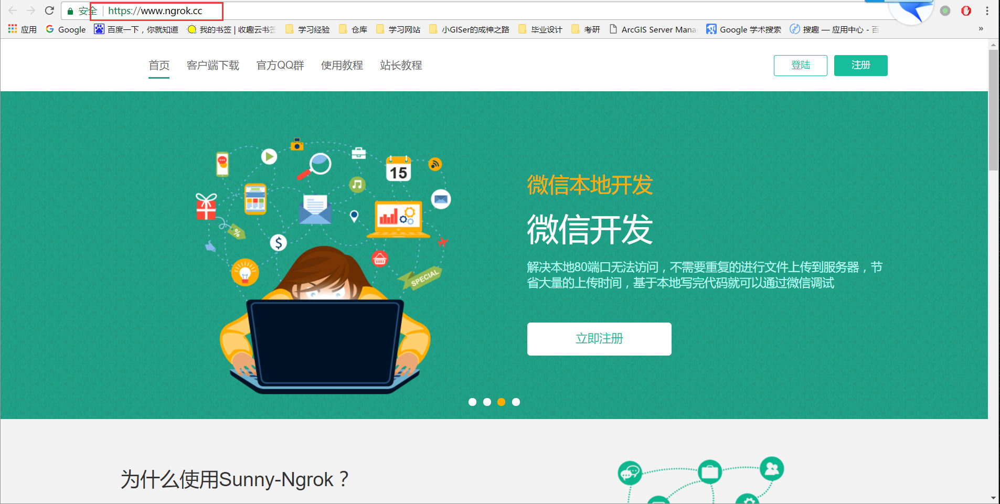 安全 | https://www.ngrok.cc
应用 Google 百度一下，你就知道 我的书签 | 收趣云书签 学习经验 仓库 学习网站 小GISer的成神之路 毕业设计 考研 ArcGIS Server Mana Google 学术搜索 搜趣 — 应用中心 - 百 »
首页 客户端下载 官方QQ群 使用教程 站长教程 登陆 注册
15
%
$
SPECIAL
微信本地开发
微信开发
解决本地80端口无法访问，不需要重复的进行文件上传到服务器，节
省大量的上传时间，基于本地写完代码就可以通过微信调试
立即注册
为什么使用Sunny-Ngrok？